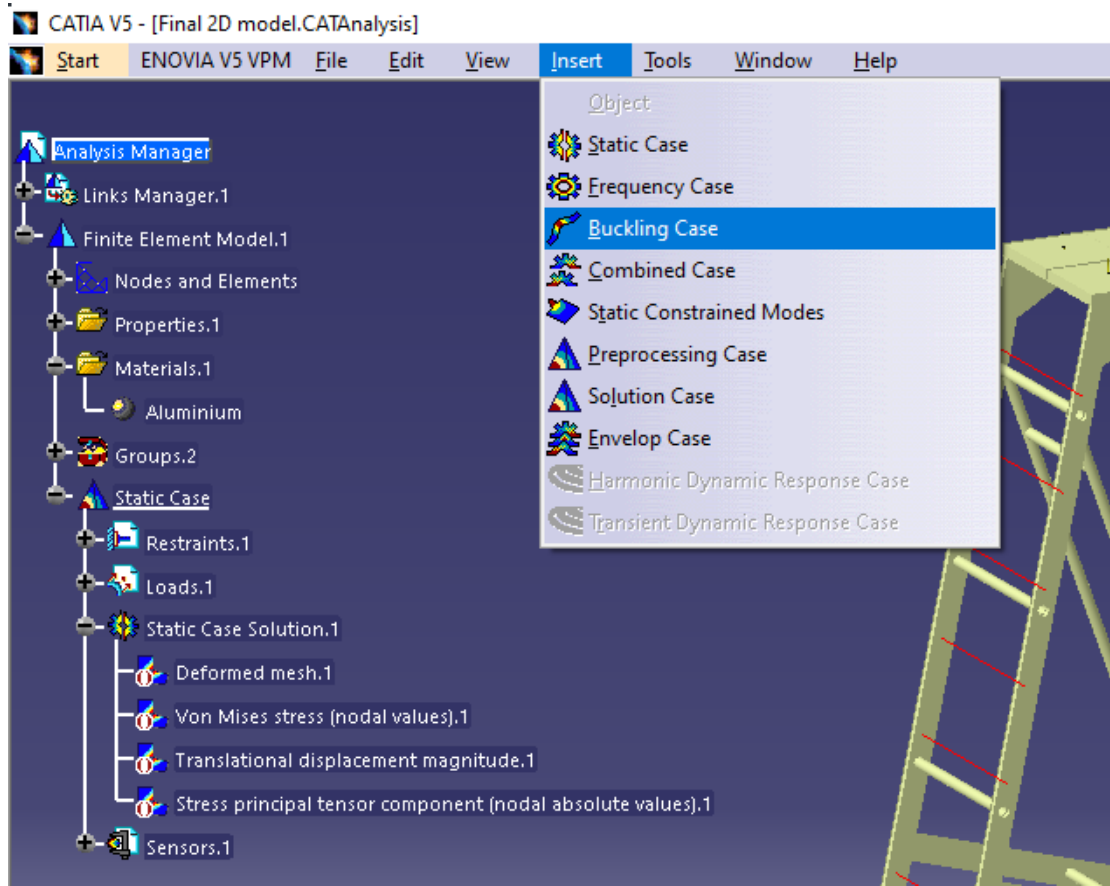 CATIA V5 - [Final 2D model.CATAnalysis]
Start ENOVIA V5 VPM File Edit View Insert Tools Window Help
Object
Static Case
Frequency Case
Buckling Case
Combined Case
Static Constrained Modes
Preprocessing Case
Solution Case
Envelop Case
Harmonic Dynamic Response Case
Transient Dynamic Response Case
Analysis Manager
Links Manager.1
Finite Element Model.1
Nodes and Elements
Properties.1
Materials.1
Aluminium
Groups.2
Static Case
Restraints.1
Loads.1
Static Case Solution.1
Deformed mesh.1
Von Mises stress (nodal values).1
Translational displacement magnitude.1
Stress principal tensor component (nodal absolute values).1
Sensors.1